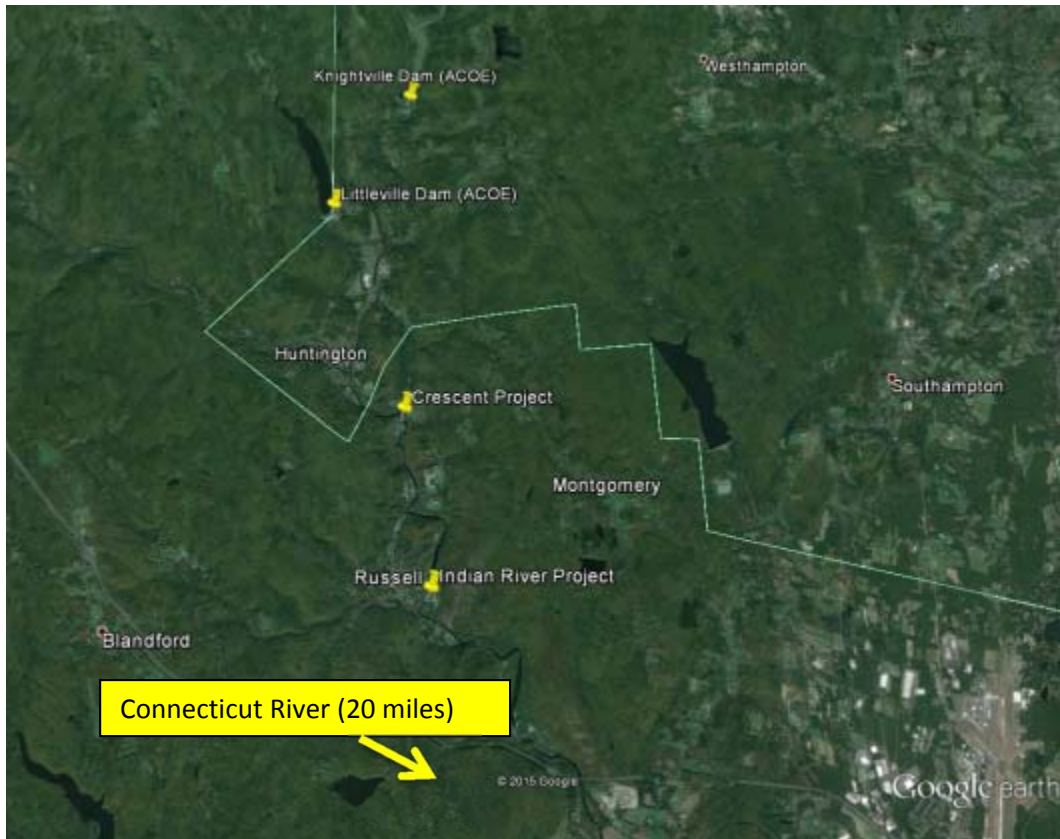 Knightville Dam (ACOE)
Westhampton
Littleville Dam (ACOE)
Huntington
Southampton
Crescent Project
Montgomery
Russell Indian River Project
Blandford
Connecticut River (20 miles)
© 2015 Google
Google earth